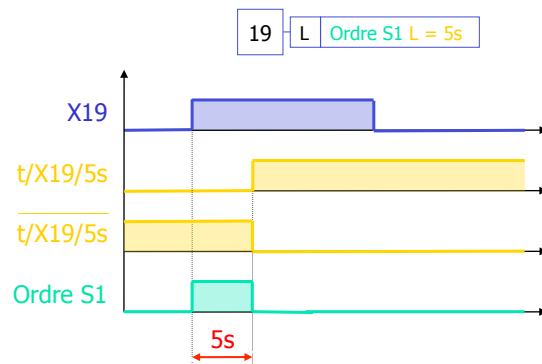 19 L Ordre S1 L = 5s
X19
t/X19/5s
t/X19/5s
Ordre S1
5s